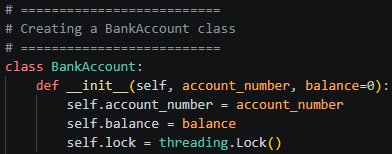 # ===========================
# Creating a BankAccount class
# ===========================
class BankAccount:
    def __init__(self, account_number, balance=0):
        self.account_number = account_number
        self.balance = balance
        self.lock = threading.Lock()